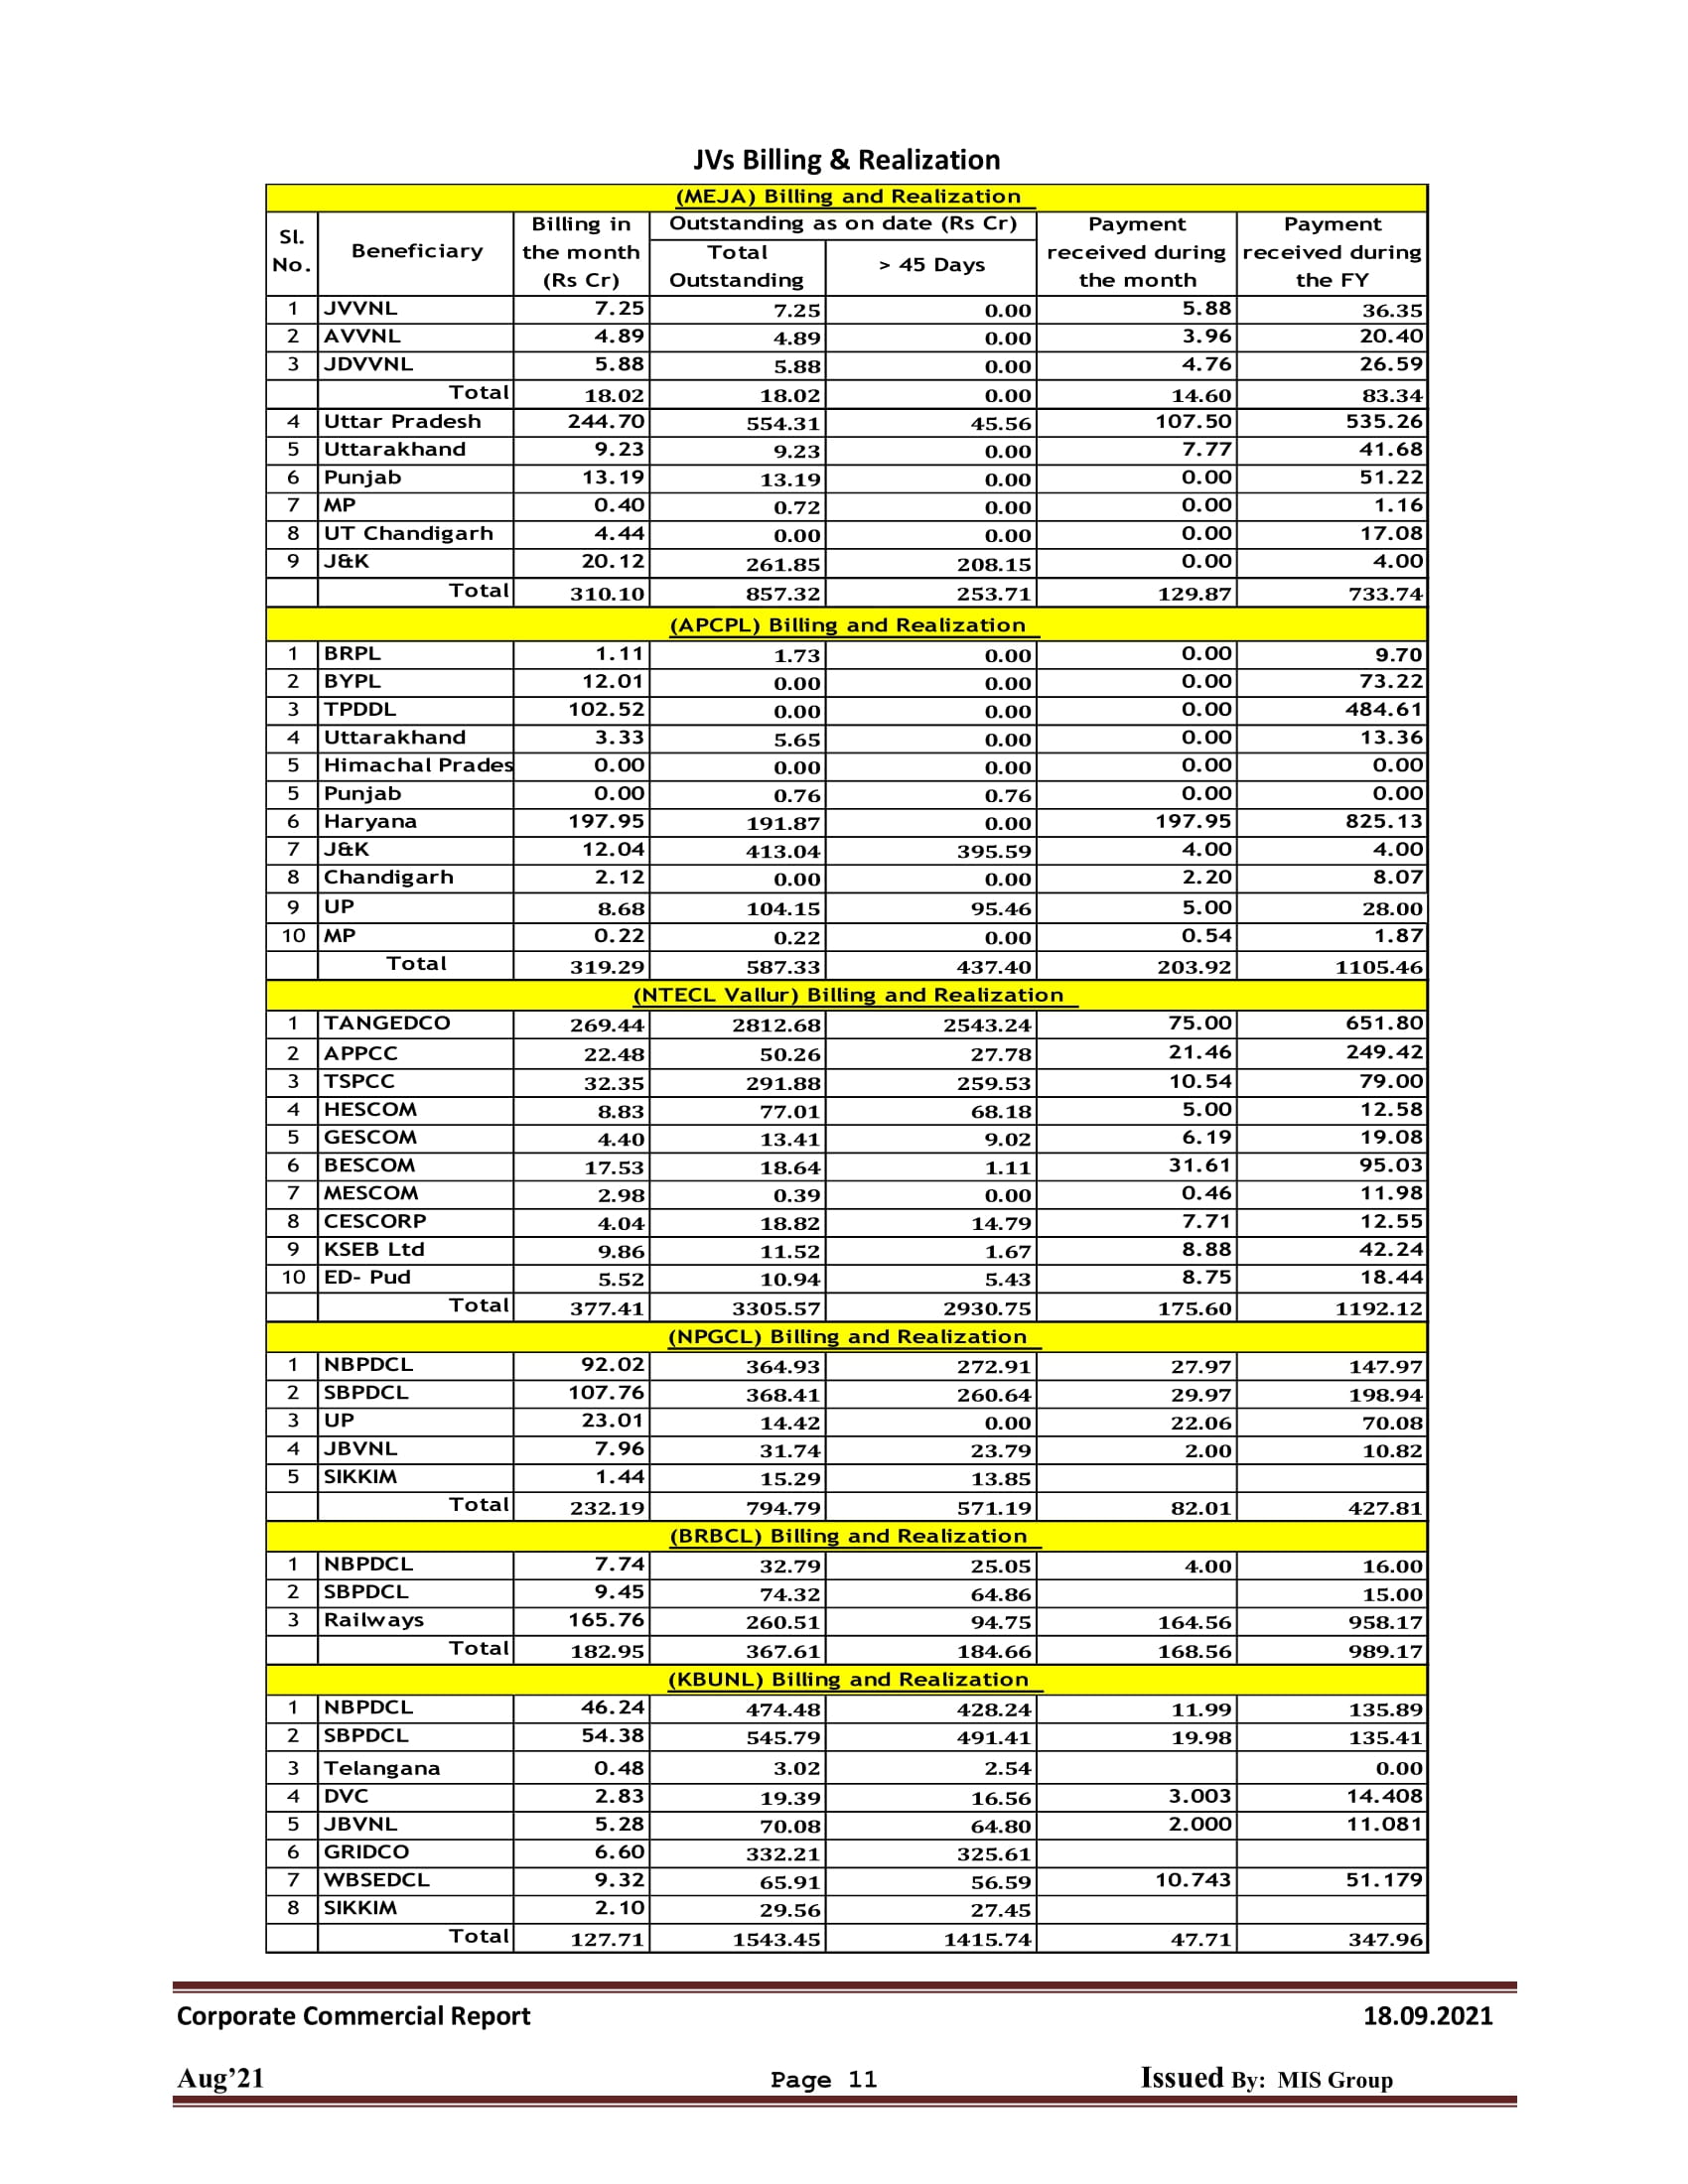 JVs Billing & Realization
(MEJA) Billing and Realization
Sl. No. Beneficiary Billing in the month (Rs Cr) Outstanding as on date (Rs Cr) Payment received during the month Payment received during the FY
Total Outstanding > 45 Days
1 JVVNL 7.25 7.25 0.00 5.88 36.35
2 AVVNL 4.89 4.89 0.00 3.96 20.40
3 JDVVNL 5.88 5.88 0.00 4.76 26.59
Total 18.02 18.02 0.00 14.60 83.34
4 Uttar Pradesh 244.70 554.31 45.56 107.50 535.26
5 Uttarakhand 9.23 9.23 0.00 7.77 41.68
6 Punjab 13.19 13.19 0.00 0.00 51.22
7 MP 0.40 0.72 0.00 0.00 1.16
8 UT Chandigarh 4.44 0.00 0.00 0.00 17.08
9 J&K 20.12 261.85 208.15 0.00 4.00
Total 310.10 857.32 253.71 129.87 733.74
(APCPL) Billing and Realization
1 BRPL 1.11 1.73 0.00 0.00 9.70
2 BYPL 12.01 0.00 0.00 0.00 73.22
3 TPDDL 102.52 0.00 0.00 0.00 484.61
4 Uttarakhand 3.33 5.65 0.00 0.00 13.36
5 Himachal Prades 0.00 0.00 0.00 0.00 0.00
5 Punjab 0.00 0.76 0.76 0.00 0.00
6 Haryana 197.95 191.87 0.00 197.95 825.13
7 J&K 12.04 413.04 395.59 4.00 4.00
8 Chandigarh 2.12 0.00 0.00 2.20 8.07
9 UP 8.68 104.15 95.46 5.00 28.00
10 MP 0.22 0.22 0.00 0.54 1.87
Total 319.29 587.33 437.40 203.92 1105.46
(NTECL Vallur) Billing and Realization
1 TANGEDCO 269.44 2812.68 2543.24 75.00 651.80
2 APPCC 22.48 50.26 27.78 21.46 249.42
3 TSPCC 32.35 291.88 259.53 10.54 79.00
4 HESCOM 8.83 77.01 68.18 5.00 12.58
5 GESCOM 4.40 13.41 9.02 6.19 19.08
6 BESCOM 17.53 18.64 1.11 31.61 95.03
7 MESCOM 2.98 0.39 0.00 0.46 11.98
8 CESCORP 4.04 18.82 14.79 7.71 12.55
9 KSEB Ltd 9.86 11.52 1.67 8.88 42.24
10 ED- Pud 5.52 10.94 5.43 8.75 18.44
Total 377.41 3305.57 2930.75 175.60 1192.12
(NPGCL) Billing and Realization
1 NBPDCL 92.02 364.93 272.91 27.97 147.97
2 SBPDCL 107.76 368.41 260.64 29.97 198.94
3 UP 23.01 14.42 0.00 22.06 70.08
4 JBVNL 7.96 31.74 23.79 2.00 10.82
5 SIKKIM 1.44 15.29 13.85
Total 232.19 794.79 571.19 82.01 427.81
(BRBCL) Billing and Realization
1 NBPDCL 7.74 32.79 25.05 4.00 16.00
2 SBPDCL 9.45 74.32 64.86 15.00
3 Railways 165.76 260.51 94.75 164.56 958.17
Total 182.95 367.61 184.66 168.56 989.17
(KBUNL) Billing and Realization
1 NBPDCL 46.24 474.48 428.24 11.99 135.89
2 SBPDCL 54.38 545.79 491.41 19.98 135.41
3 Telangana 0.48 3.02 2.54 0.00
4 DVC 2.83 19.39 16.56 3.003 14.408
5 JBVNL 5.28 70.08 64.80 2.000 11.081
6 GRIDCO 6.60 332.21 325.61
7 WBSEDCL 9.32 65.91 56.59 10.743 51.179
8 SIKKIM 2.10 29.56 27.45
Total 127.71 1543.45 1415.74 47.71 347.96
Corporate Commercial Report 18.09.2021
Aug’21 Page 11 Issued By: MIS Group